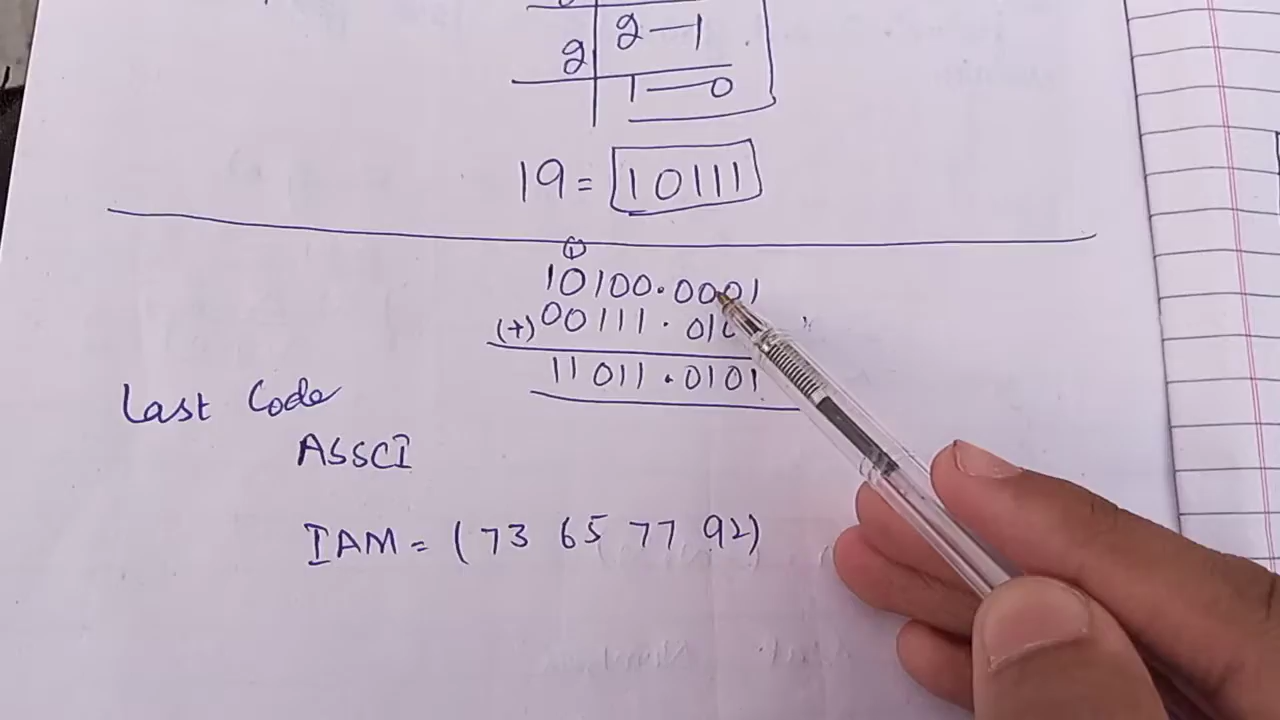 2 2—1
1—0
19 = 10111
1
10100.0001
(+) 00111.010
11011.0101
Last Code
ASSCI
IAM = (73 65 77 92)